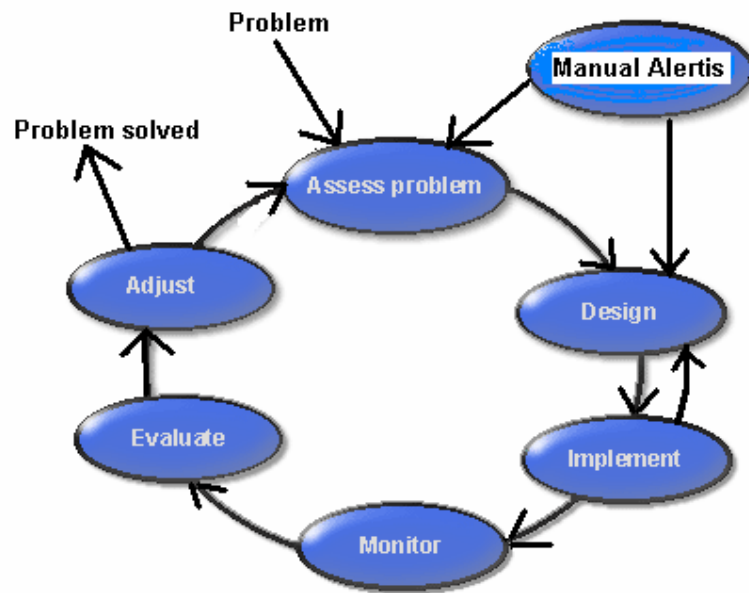 Problem
Manual Alertis
Problem solved
Assess problem
Adjust
Design
Evaluate
Implement
Monitor